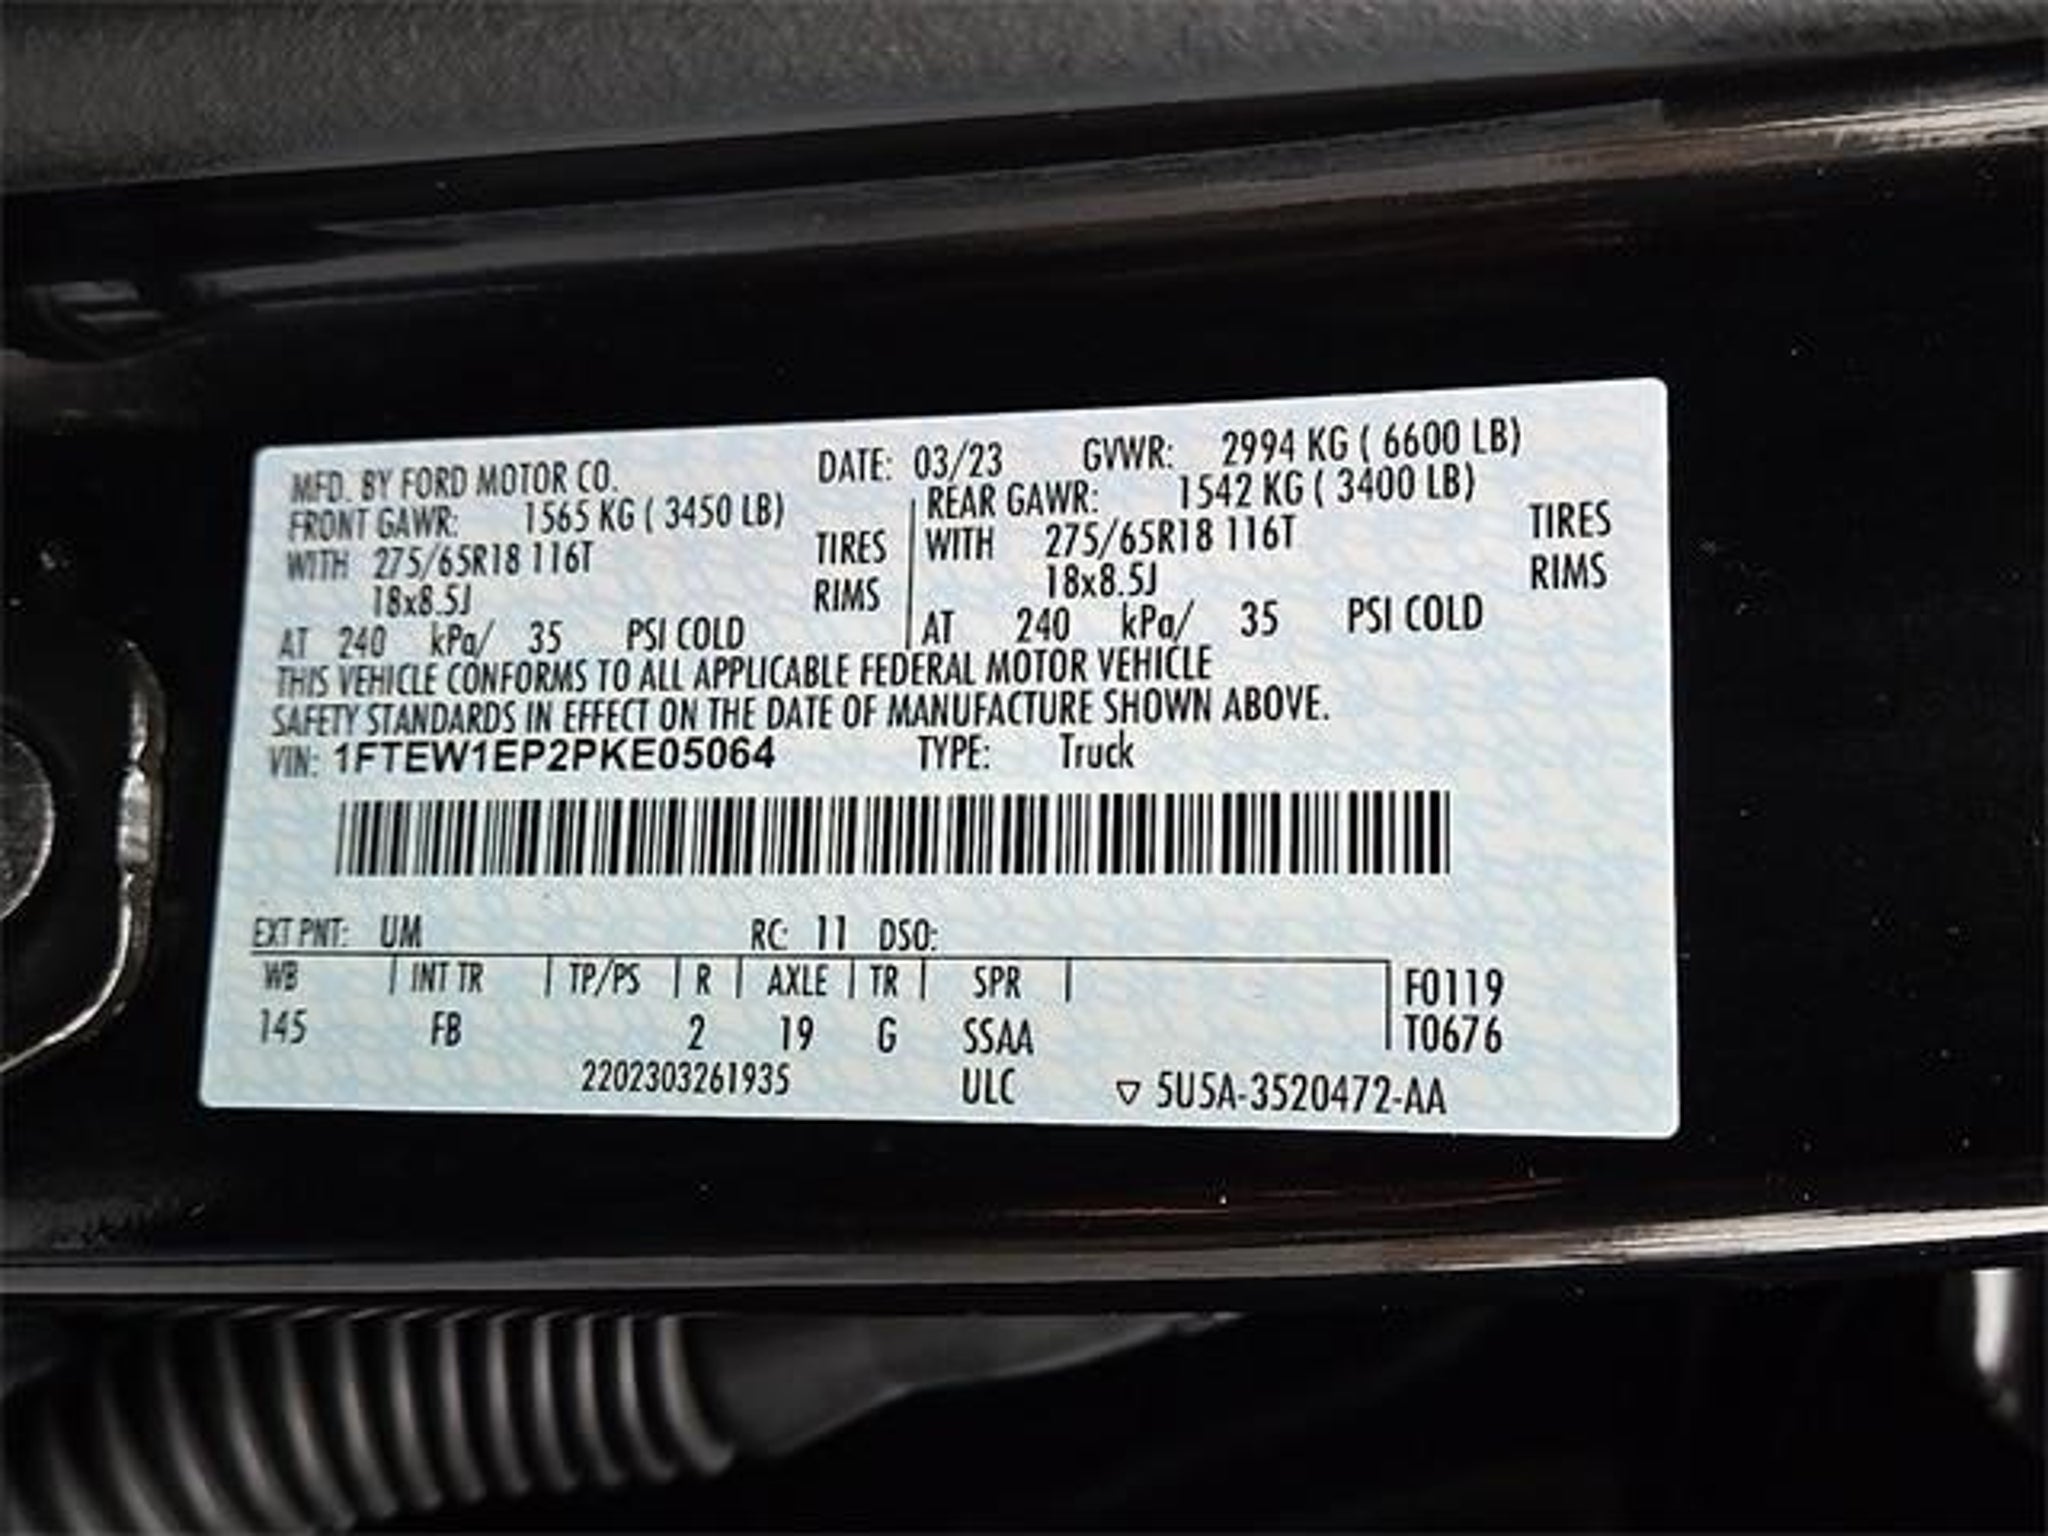 MFD. BY FORD MOTOR CO. DATE: 03/23 GVWR: 2994 KG ( 6600 LB)
FRONT GAWR: 1565 KG ( 3450 LB) REAR GAWR: 1542 KG ( 3400 LB)
WITH 275/65R18 116T TIRES WITH 275/65R18 116T TIRES
18x8.5J RIMS 18x8.5J RIMS
AT 240 kPa/ 35 PSI COLD AT 240 kPa/ 35 PSI COLD
THIS VEHICLE CONFORMS TO ALL APPLICABLE FEDERAL MOTOR VEHICLE
SAFETY STANDARDS IN EFFECT ON THE DATE OF MANUFACTURE SHOWN ABOVE.
VIN: 1FTEW1EP2PKE05064 TYPE: Truck
EXT PNT: UM RC: 11 DSO:
WB INT TR TP/PS R AXLE TR SPR F0119
145 FB 2 19 G SSAA T0676
2202303261935 ULC ▽ 5U5A-3520472-AA